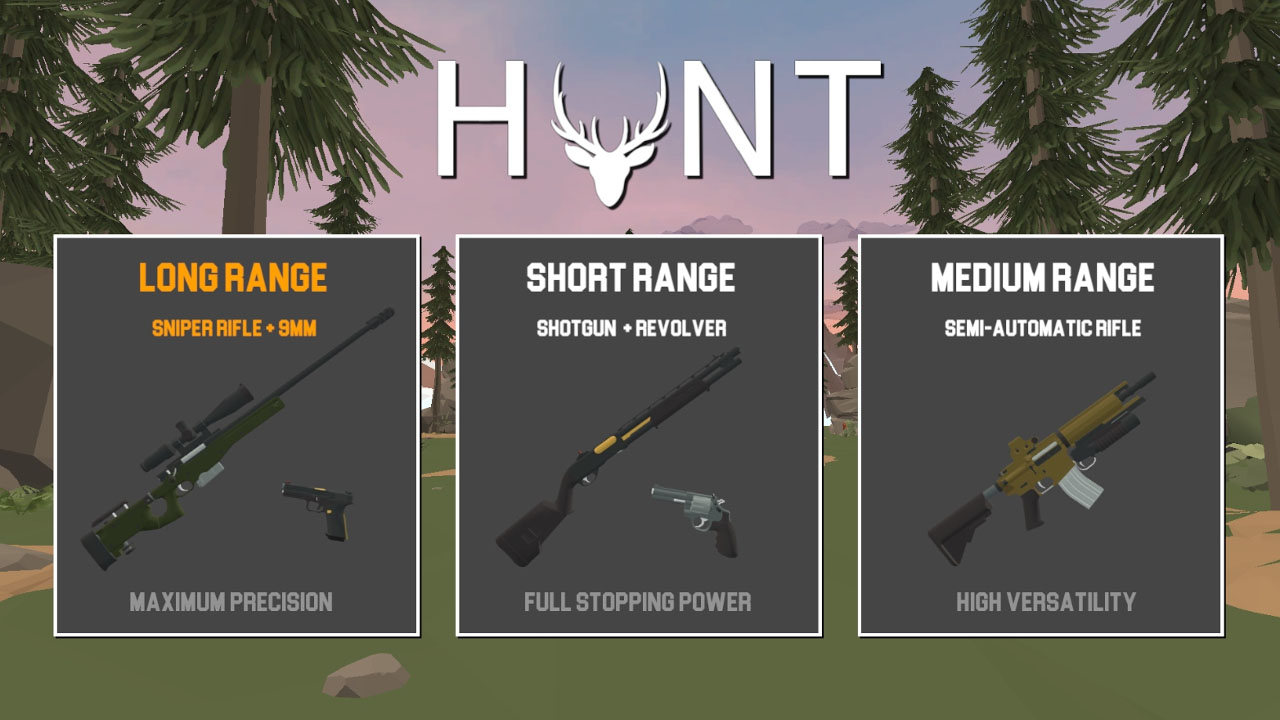 HUNT
LONG RANGE
SNIPER RIFLE + 9MM
MAXIMUM PRECISION
SHORT RANGE
SHOTGUN + REVOLVER
FULL STOPPING POWER
MEDIUM RANGE
SEMI-AUTOMATIC RIFLE
HIGH VERSATILITY